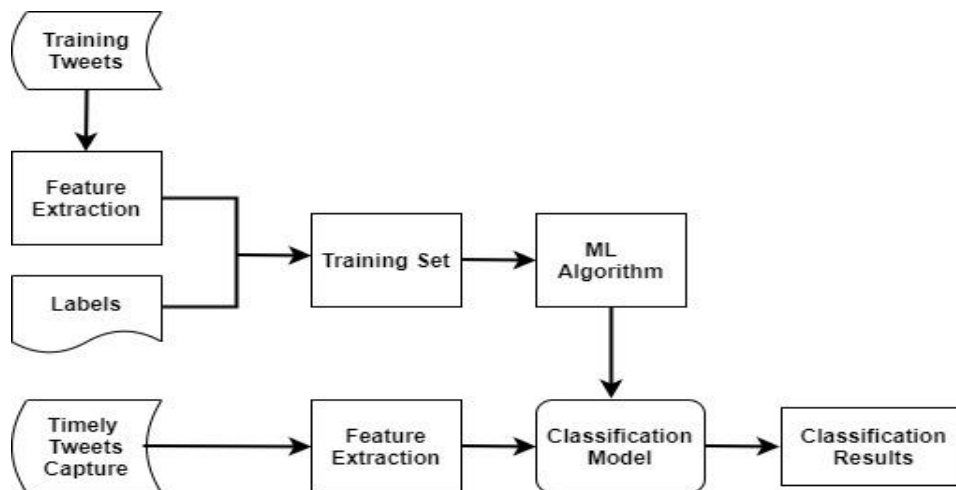 Training
Tweets
Feature
Extraction
Labels
Training Set
ML
Algorithm
Timely
Tweets
Capture
Feature
Extraction
Classification
Model
Classification
Results